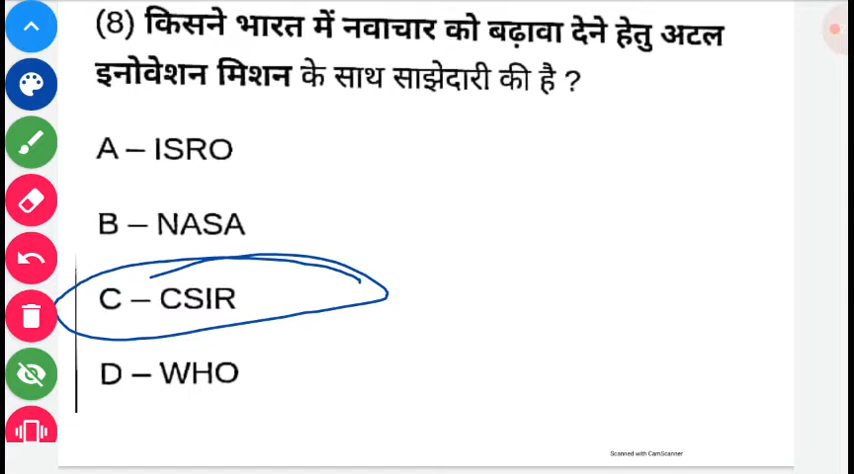 (8) किसने भारत में नवाचार को बढ़ावा देने हेतु अटल
इनोवेशन मिशन के साथ साझेदारी की है ?
A – ISRO
B – NASA
C – CSIR
D – WHO
Scanned with CamScanner